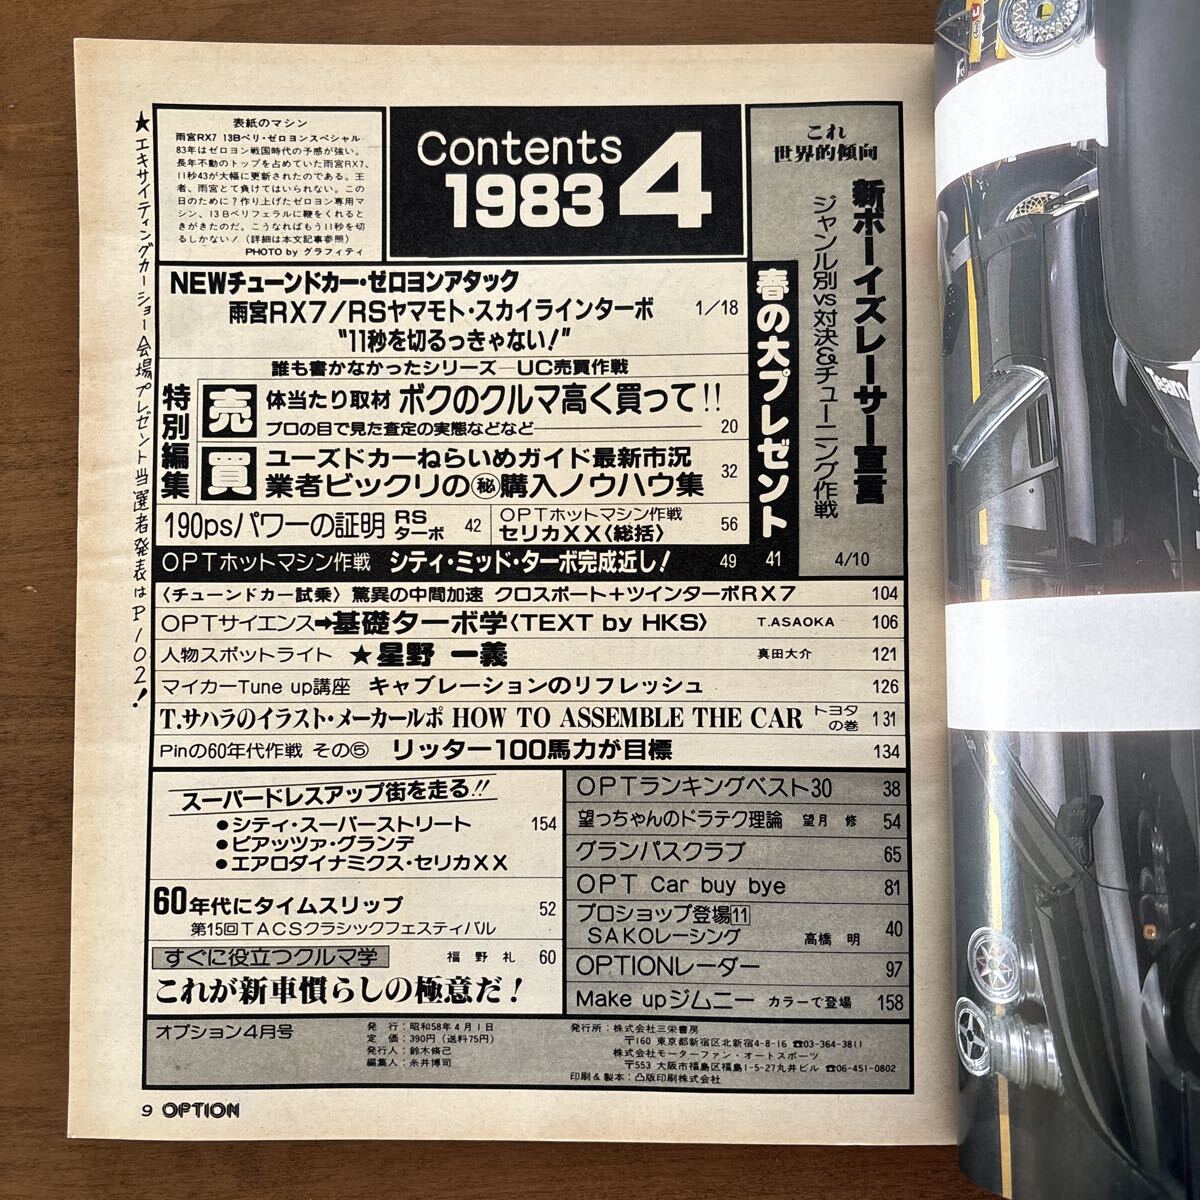 ★エキサイティングカーショー会場プレゼント当選者発表はP102!
表紙のマシン
雨宮RX7 13Bペリ・ゼロヨンスペシャル
83年はゼロヨン戦国時代の予感が強い。
長年不動のトップを占めていた雨宮RX7、
11秒43が大幅に更新されたのである。王
者、雨宮とて負けてはいられない。この
日のために?作り上げたゼロヨン専用マ
シン、13Bペリフェラルに鞭をくれると
きがきたのだ。こうなればもう11秒を切
るしかない!(詳細は本文記事参照)
PHOTO by グラフィティ
Contents
1983 4
これ
世界的傾向
新ボーイズレーサー宣言
ジャンル別vs対決&チューニング作戦
4/10
春の大プレゼント
41
NEWチューンドカー・ゼロヨンアタック
雨宮RX7/RSヤマモト・スカイラインターボ 1/18
"11秒を切るっきゃない!"
特別編集
誰も書かなかったシリーズ―UC売買作戦
売 体当たり取材 ボクのクルマ高く買って!!
プロの目で見た査定の実態などなど 20
買 ユーズドカーねらいめガイド最新市況
業者ビックリの㊙購入ノウハウ集 32
190psパワーの証明 RSターボ 42
OPTホットマシン作戦
セリカXX〈総括〉 56
OPTホットマシン作戦 シティ・ミッド・ターボ完成近し! 49
〈チューンドカー試乗〉驚異の中間加速 クロスポート+ツインターボRX7 104
OPTサイエンス➔基礎ターボ学〈TEXT by HKS〉 T.ASAOKA 106
人物スポットライト ★星野 一義 真田大介 121
マイカーTune up講座 キャブレーションのリフレッシュ 126
T.サハラのイラスト・メーカールポ HOW TO ASSEMBLE THE CAR トヨタの巻 131
Pinの60年代作戦 その⑤ リッター100馬力が目標 134
スーパードレスアップ街を走る!!
●シティ・スーパーストリート 154
●ピアッツァ・グランデ
●エアロダイナミクス・セリカXX
60年代にタイムスリップ 52
第15回TACSクラシックフェスティバル
すぐに役立つクルマ学 福野礼 60
これが新車慣らしの極意だ!
OPTランキングベスト30 38
望っちゃんのドラテク理論 望月 修 54
グランパスクラブ 65
OPT Car buy bye 81
プロショップ登場11
SAKOレーシング 高橋 明 40
OPTIONレーダー 97
Make upジムニー カラーで登場 158
オプション4月号
発行:昭和58年4月1日
定価:390円(送料75円)
発行人:鈴木脩己
編集人:糸井博司
発行所:株式会社三栄書房
〒160 東京都新宿区北新宿4-8-16 ☎03-364-3811
株式会社モーターファン・オートスポーツ
〒553 大阪市福島区福島1-5-27丸井ビル ☎06-451-0802
印刷&製本:凸版印刷株式会社
9 OPTION
Team